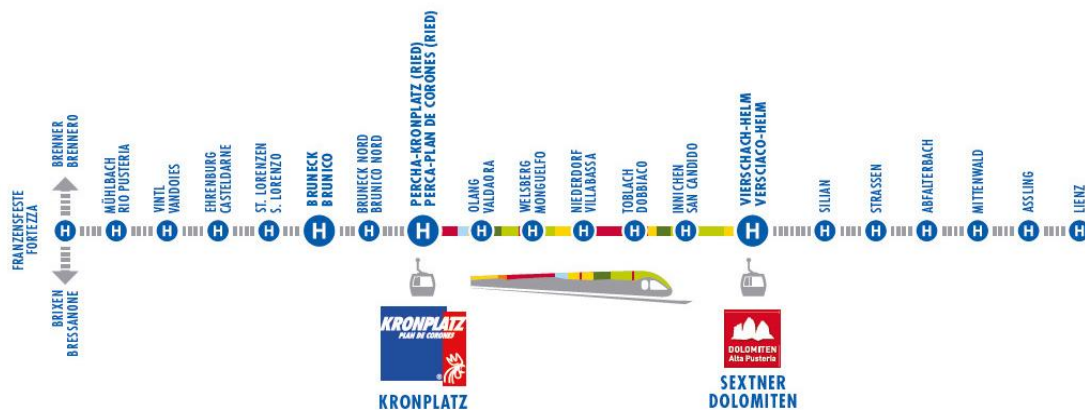 BRENNER
BRENNERO
FRANZENSFESTE
FORTEZZA
BRIXEN
BRESSANONE
H
MÜHLBACH
RIO PUSTERIA
H
VINTL
VANDOIES
H
EHRENBURG
CASTELDARNE
H
ST. LORENZEN
S. LORENZO
H
BRUNECK
BRUNICO
H
BRUNECK NORD
BRUNICO NORD
H
PERCHA-KRONPLATZ (RIED)
PERCA-PLAN DE CORONES (RIED)
H
OLANG
VALDAORA
H
WELSBERG
MONGUELFO
H
NIEDERDORF
VILLABASSA
H
TOBLACH
DOBBIACO
H
INNICHEN
SAN CANDIDO
H
VIERSCHACH-HELM
VERSCIACO-HELM
H
SILIAN
H
STRASSEN
H
ABFALTERBACH
H
MITTENWALD
H
ASSLING
H
LIENZ
H
KRONPLATZ
PLAN DE CORONES
®
KRONPLATZ
DOLOMITEN
Alta Pusteria
SEXTNER
DOLOMITEN